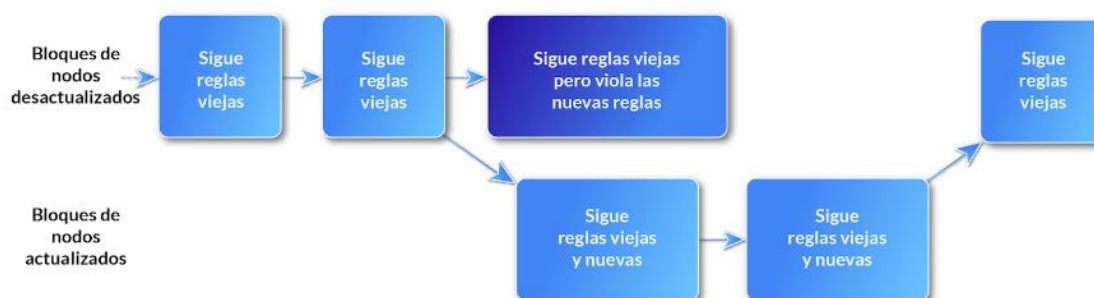 Bloques de
nodos
desactualizados
Sigue
reglas
viejas
Sigue
reglas
viejas
Sigue reglas viejas
pero viola las
nuevas reglas
Sigue
reglas
viejas
Bloques de
nodos
actualizados
Sigue
reglas viejas
y nuevas
Sigue
reglas viejas
y nuevas